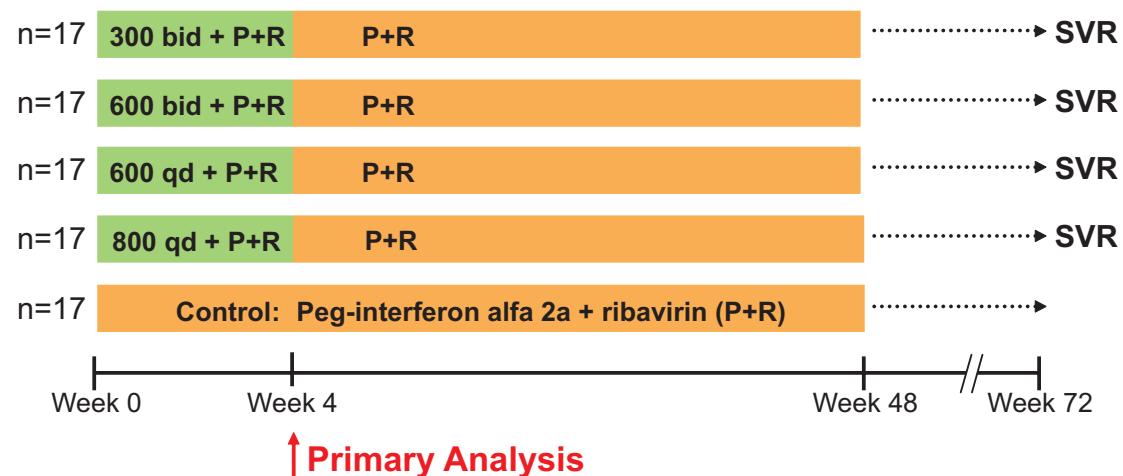 n=17 300 bid + P+R P+R SVR
n=17 600 bid + P+R P+R SVR
n=17 600 qd + P+R P+R SVR
n=17 800 qd + P+R P+R SVR
n=17 Control: Peg-interferon alfa 2a + ribavirin (P+R)
Week 0 Week 4 Week 48 Week 72
Primary Analysis